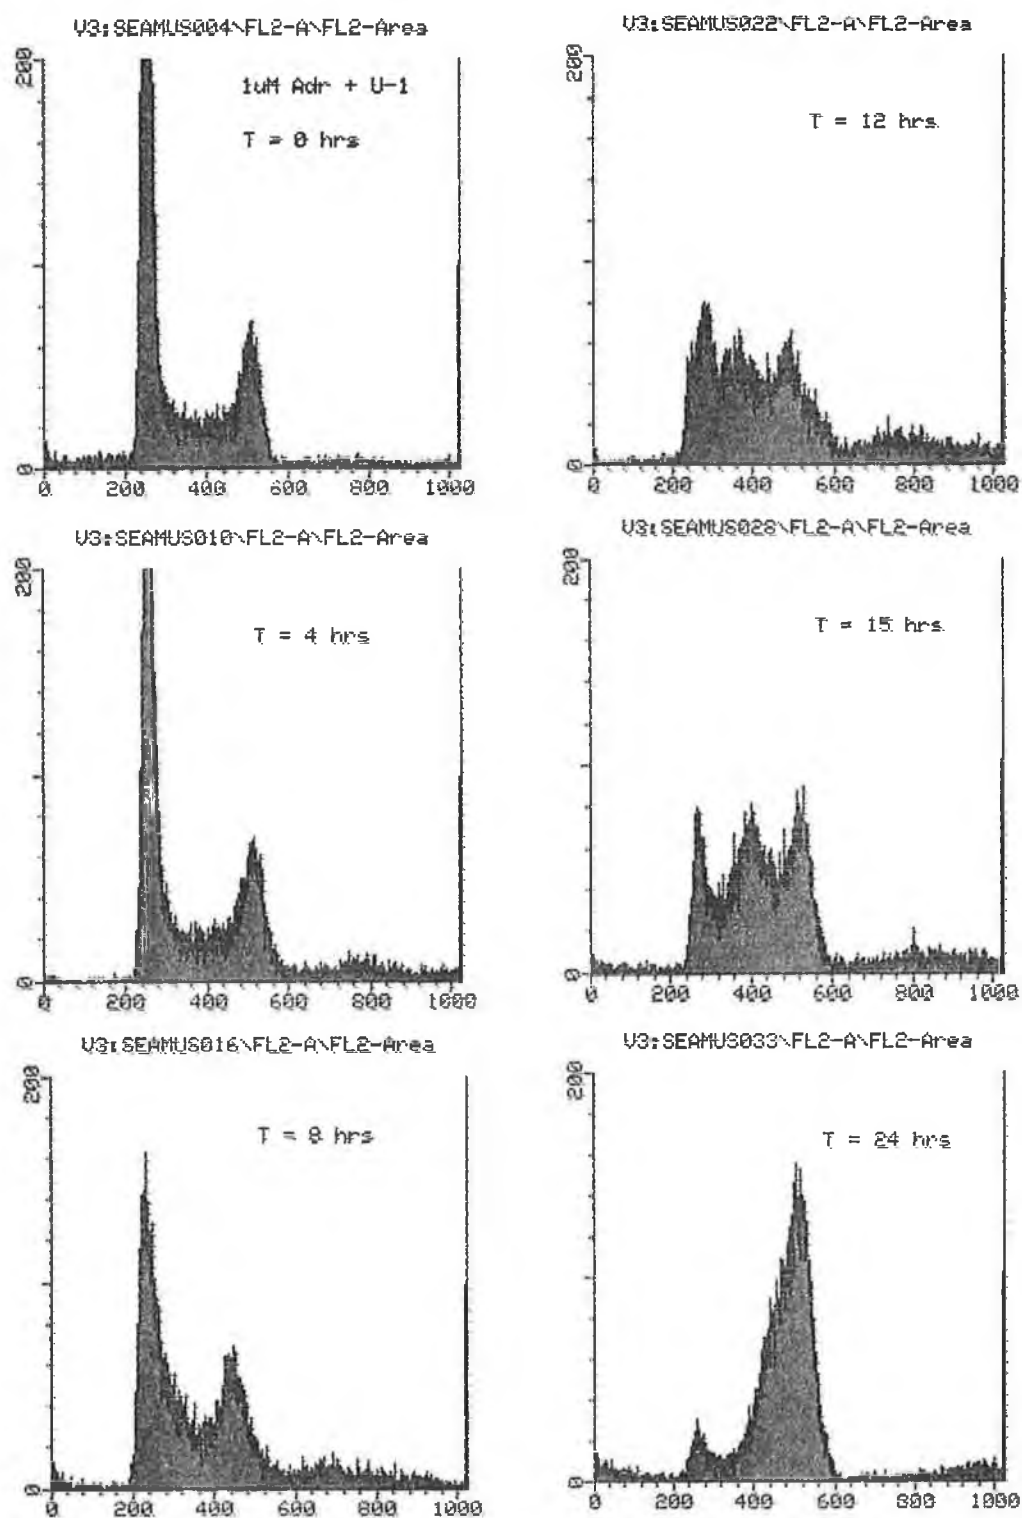 V3:SEAMUS004\FL2-A\FL2-Area
200
1uM Adr + U-1
T = 0 hrs
0
0 200 400 600 800 1000
V3:SEAMUS010\FL2-A\FL2-Area
200
T = 4 hrs
0
0 200 400 600 800 1000
V3:SEAMUS016\FL2-A\FL2-Area
200
T = 8 hrs
0
0 200 400 600 800 1000
V3:SEAMUS022\FL2-A\FL2-Area
200
T = 12 hrs
0
0 200 400 600 800 1000
V3:SEAMUS028\FL2-A\FL2-Area
200
T = 15 hrs
0
0 200 400 600 800 1000
V3:SEAMUS033\FL2-A\FL2-Area
200
T = 24 hrs
0
0 200 400 600 800 1000